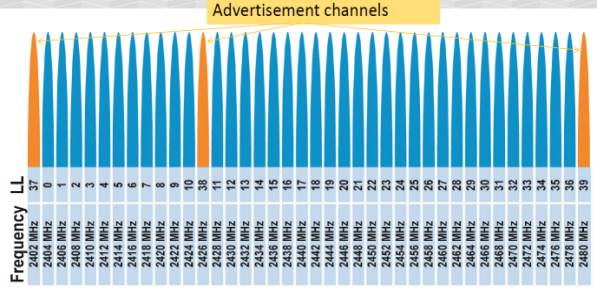 Advertisement channels
LL 37 0 1 2 3 4 5 6 7 8 9 10 38 11 12 13 14 15 16 17 18 19 20 21 22 23 24 25 26 27 28 29 30 31 32 33 34 35 36 39
Frequency 2402 MHz 2404 MHz 2406 MHz 2408 MHz 2410 MHz 2412 MHz 2414 MHz 2416 MHz 2418 MHz 2420 MHz 2422 MHz 2424 MHz 2426 MHz 2428 MHz 2430 MHz 2432 MHz 2434 MHz 2436 MHz 2438 MHz 2440 MHz 2442 MHz 2444 MHz 2446 MHz 2448 MHz 2450 MHz 2452 MHz 2454 MHz 2456 MHz 2458 MHz 2460 MHz 2462 MHz 2464 MHz 2466 MHz 2468 MHz 2470 MHz 2472 MHz 2474 MHz 2476 MHz 2478 MHz 2480 MHz